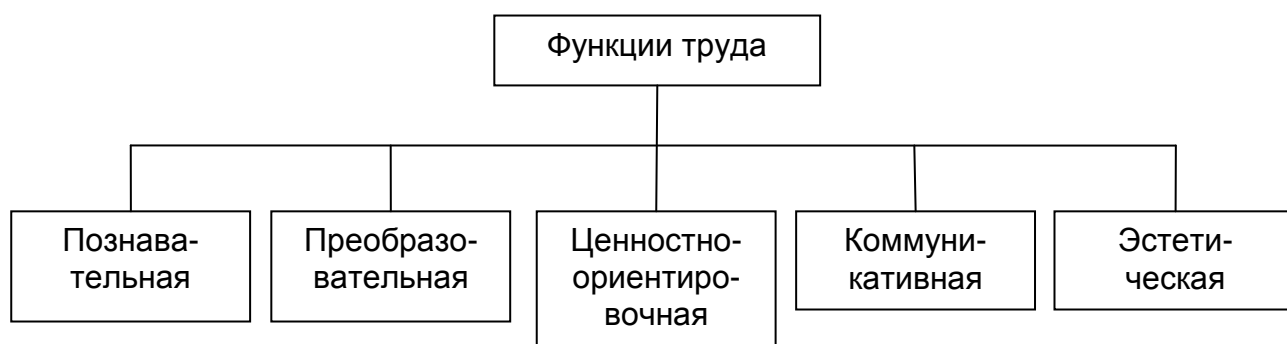 Функции труда
Познава-
тельная
Преобразо-
вательная
Ценностно-
ориентиро-
вочная
Коммуни-
кативная
Эстети-
ческая